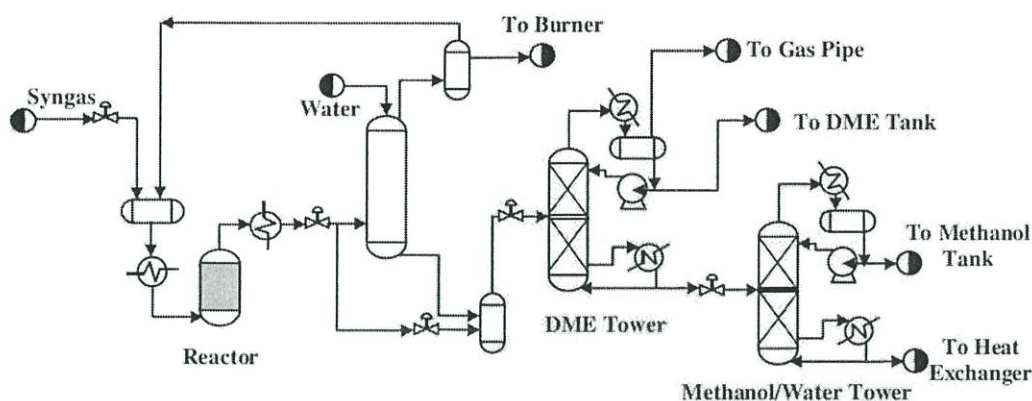 To Burner
To Gas Pipe
Water
Syngas
To DME Tank
To Methanol
Tank
Reactor
DME Tower
To Heat
Exchanger
Methanol/Water Tower